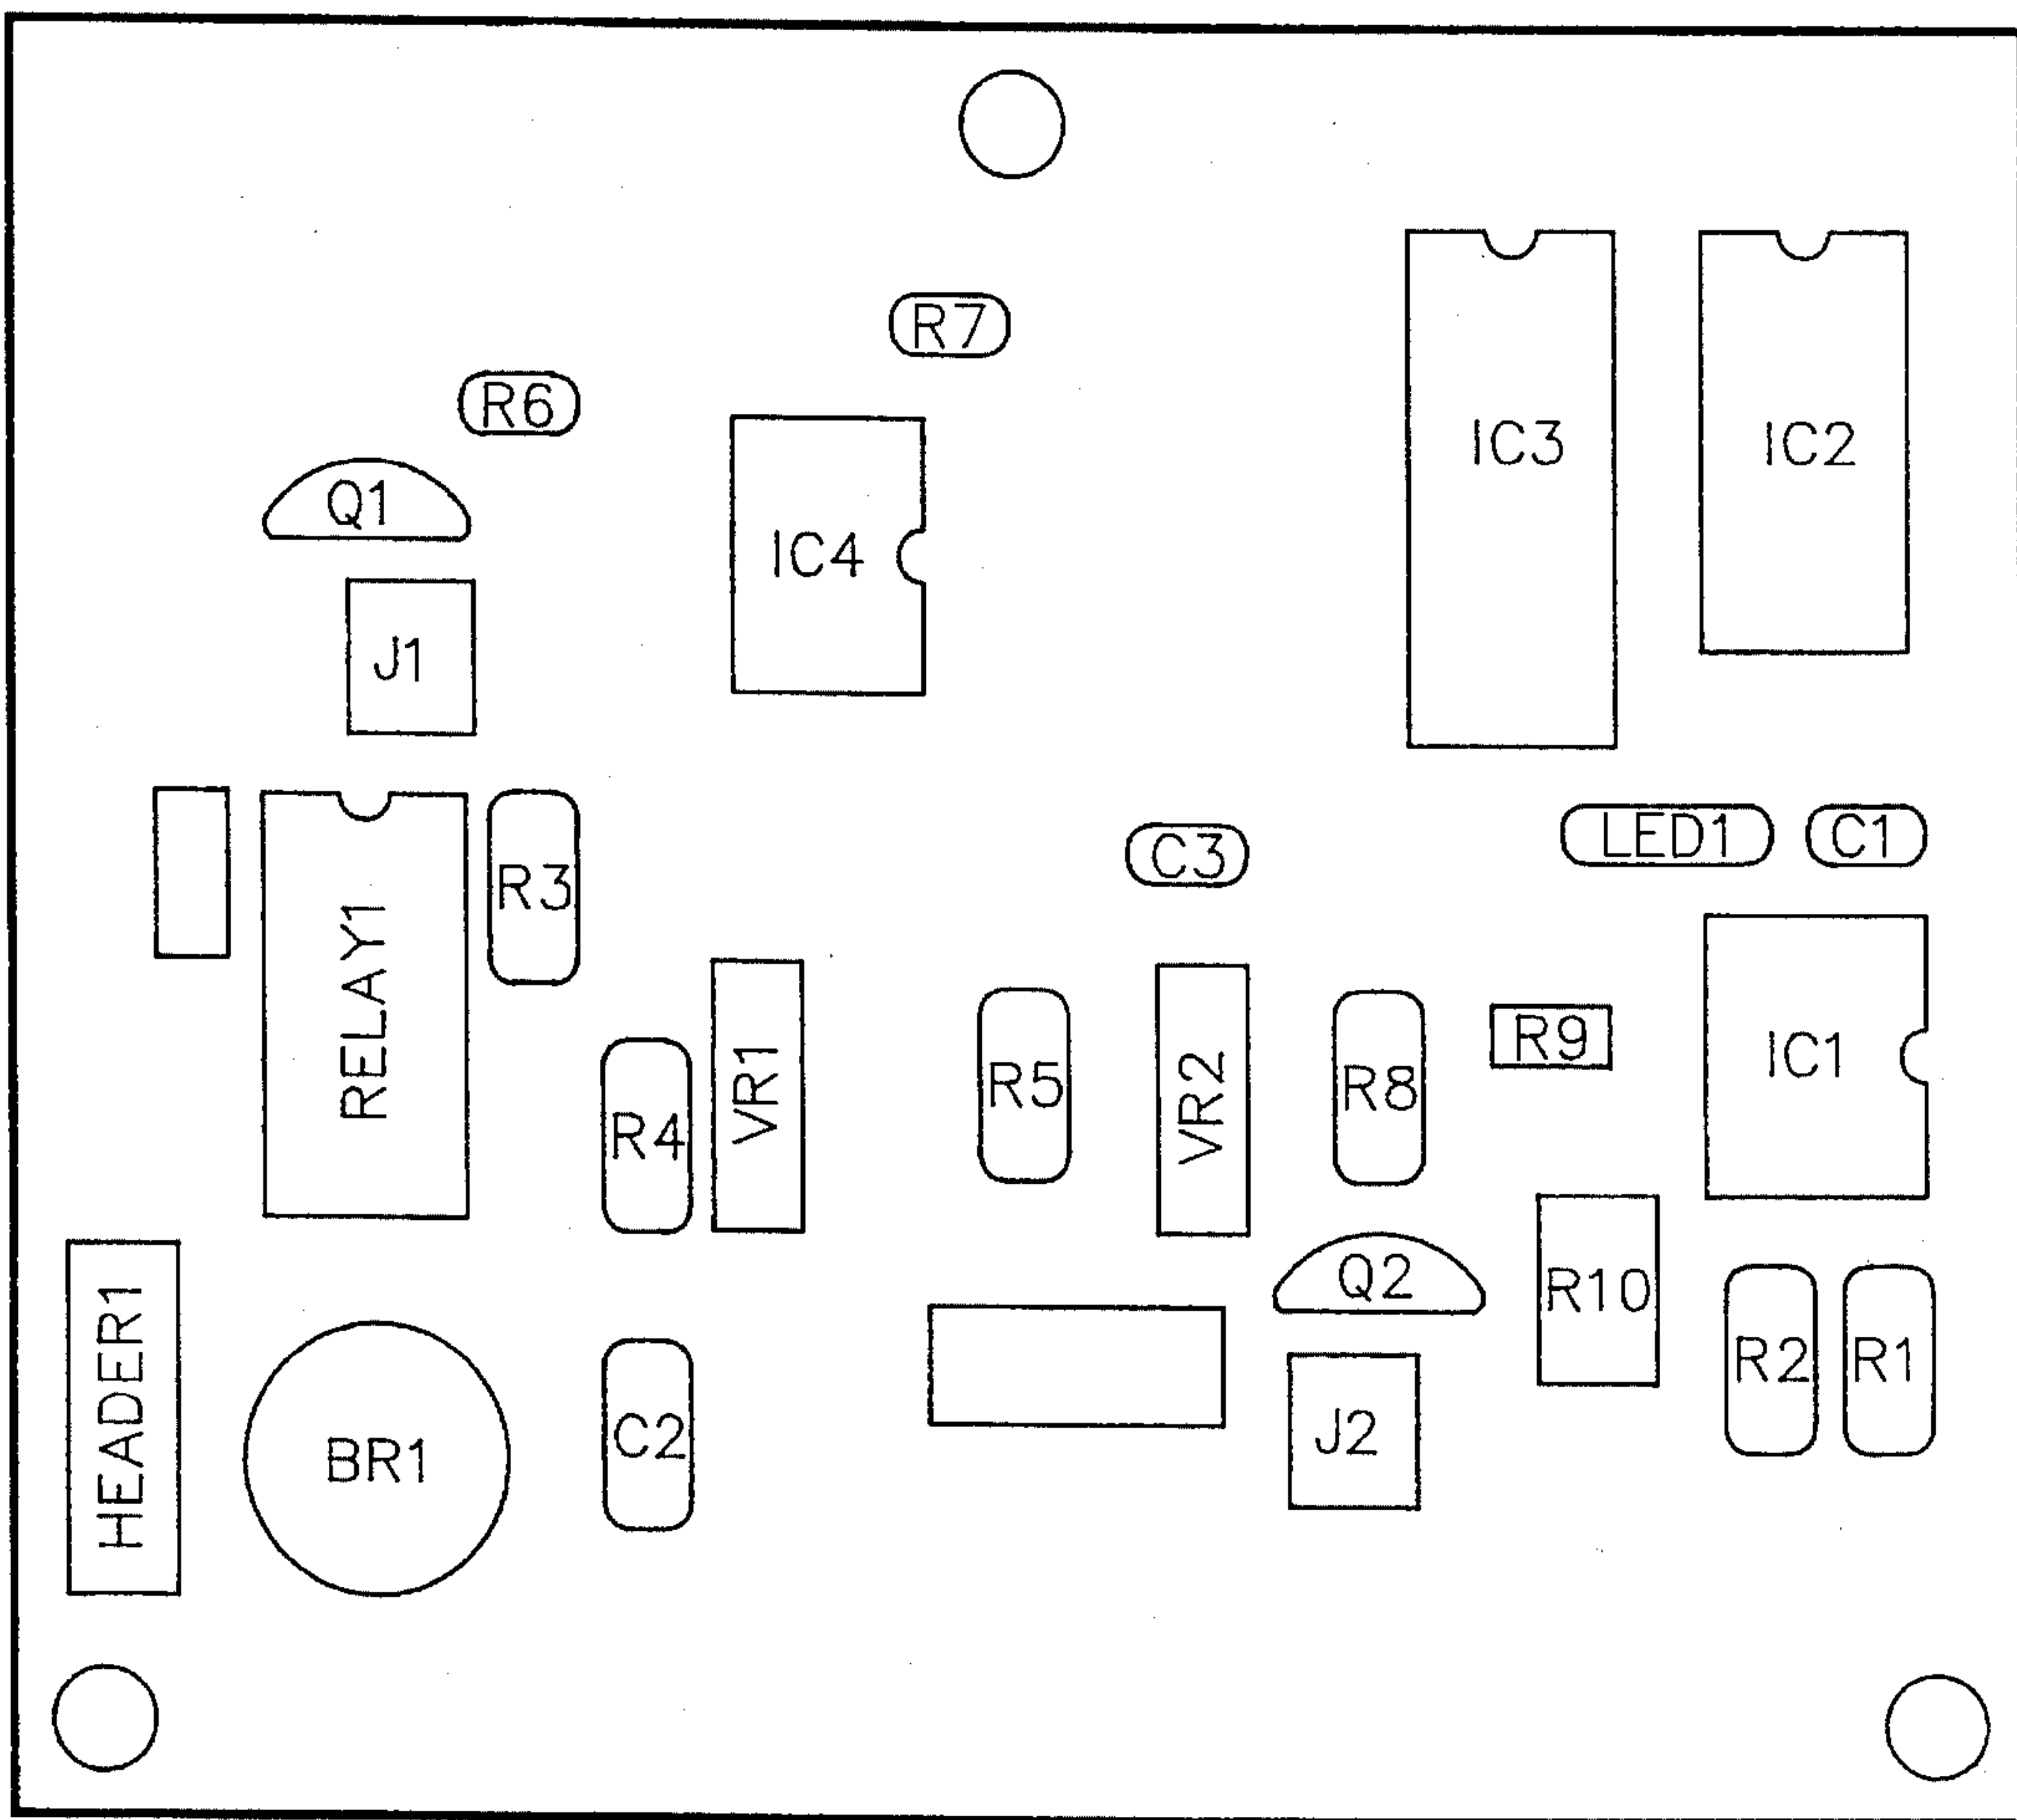 R7
R6
IC3
IC2
Q1
IC4
J1
LED1
C1
C3
R3
RELAY1
R9
IC1
R5
R8
VR1
VR2
R4
Q2
R10
R2
R1
HEADER1
C2
J2
BR1